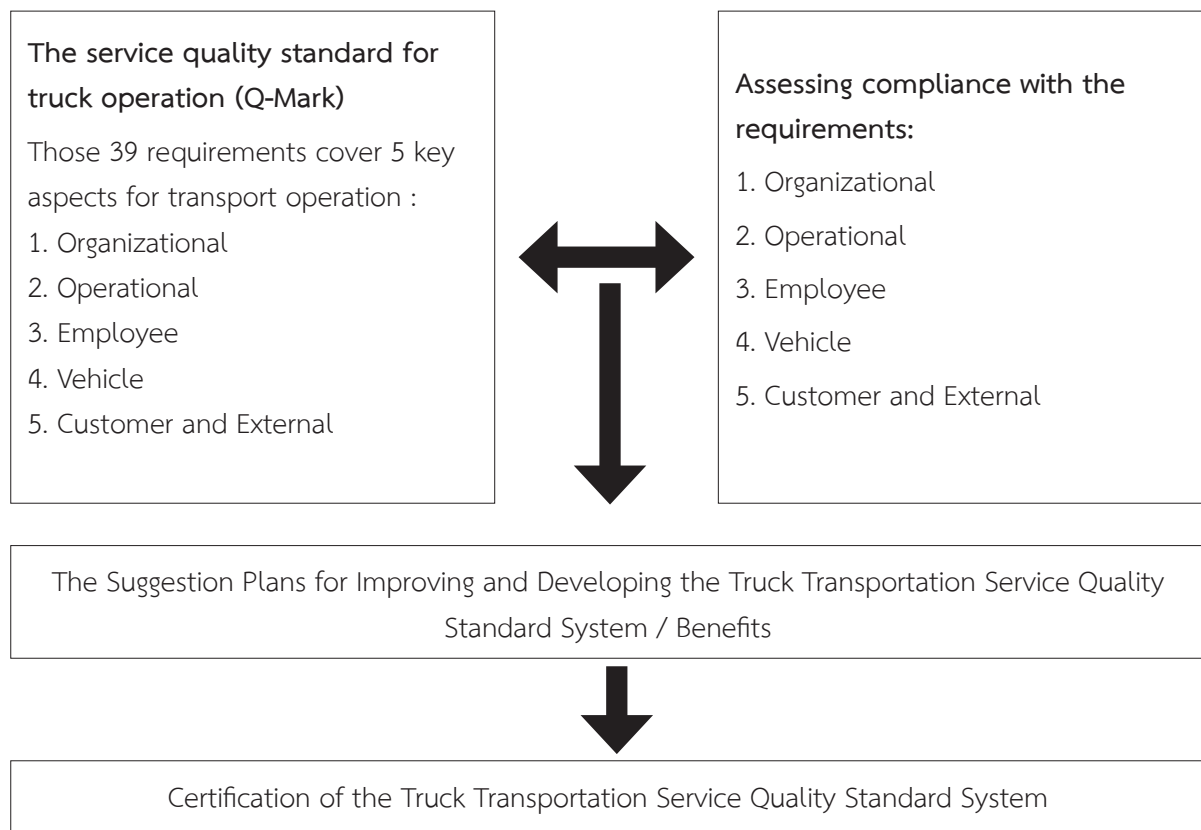 The service quality standard for
truck operation (Q-Mark)
Those 39 requirements cover 5 key
aspects for transport operation :
1. Organizational
2. Operational
3. Employee
4. Vehicle
5. Customer and External
Assessing compliance with the
requirements:
1. Organizational
2. Operational
3. Employee
4. Vehicle
5. Customer and External
The Suggestion Plans for Improving and Developing the Truck Transportation Service Quality
Standard System / Benefits
Certification of the Truck Transportation Service Quality Standard System